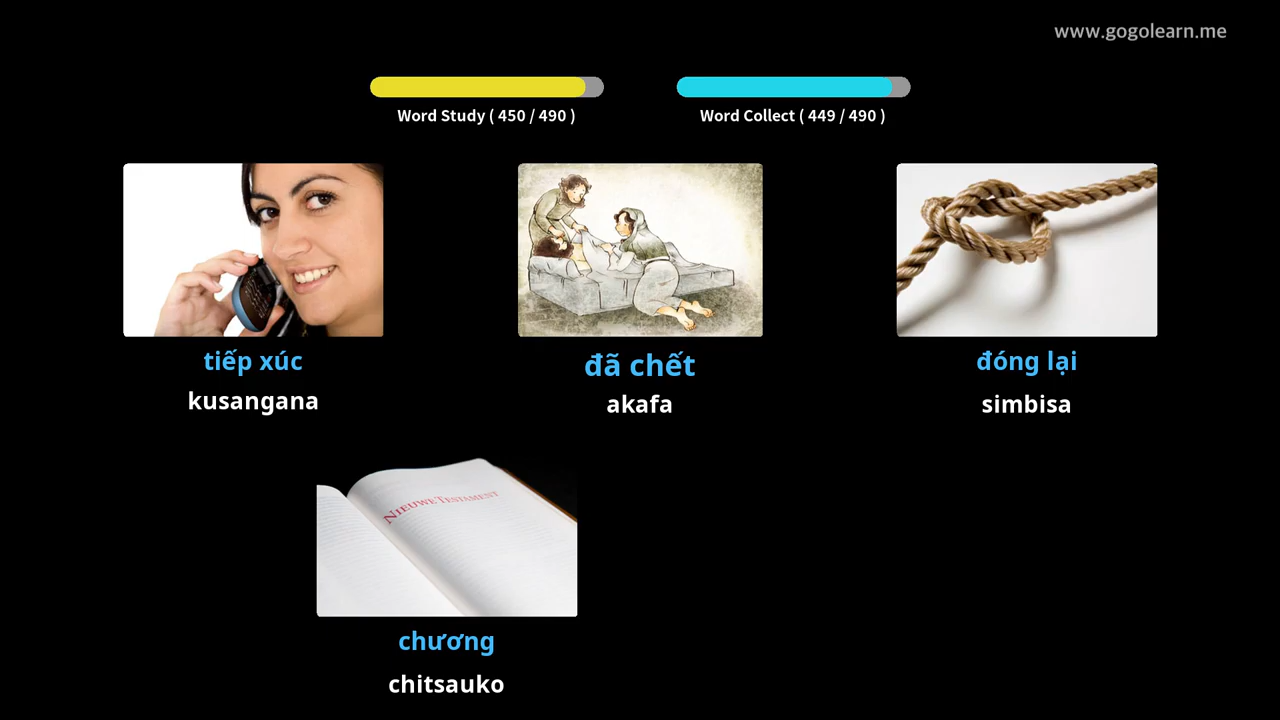 www.gogolearn.me
Word Study ( 450 / 490 )
Word Collect ( 449 / 490 )
tiếp xúc
kusangana
đã chết
akafa
đóng lại
simbisa
NIEUWE TESTAMENT
chương
chitsauko